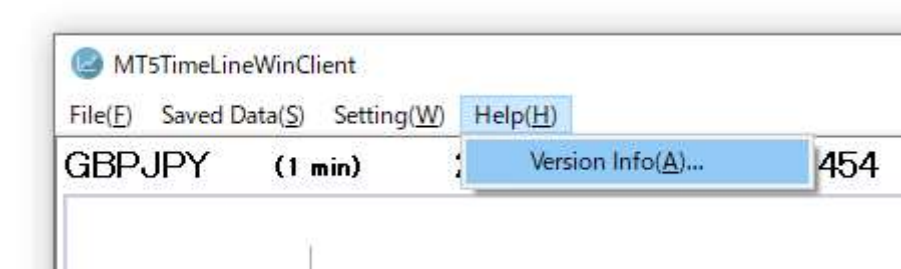 MT5TimeLineWinClient
File(F) Saved Data(S) Setting(W) Help(H)
Version Info(A)...
GBPJPY (1 min) 454